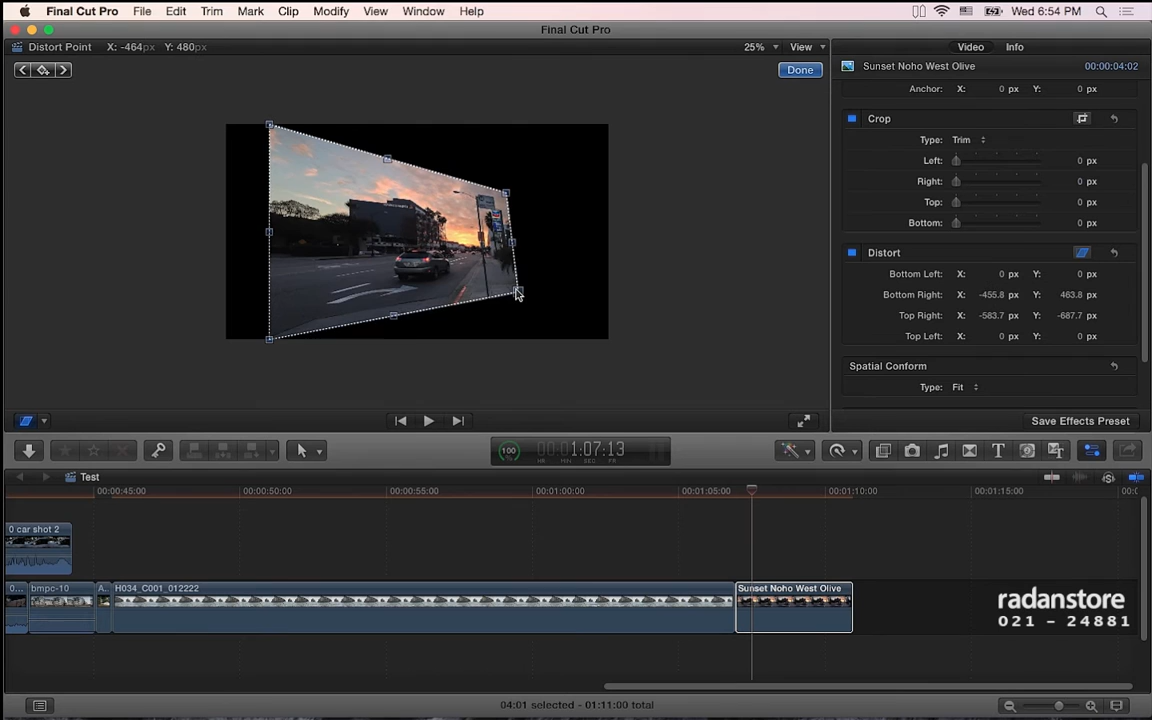 Final Cut Pro File Edit Trim Mark Clip Modify View Window Help Wed 6:54 PM
Final Cut Pro
Distort Point X: -464px Y: 480px 25% View Video Info
Done
Sunset Noho West Olive 00:00:04:02
Anchor: X: 0 px Y: 0 px
Crop
Type: Trim
Left: 0 px
Right: 0 px
Top: 0 px
Bottom: 0 px
Distort
Bottom Left: X: 0 px Y: 0 px
Bottom Right: X: -455.8 px Y: 463.8 px
Top Right: X: -583.7 px Y: -687.7 px
Top Left: X: 0 px Y: 0 px
Spatial Conform
Type: Fit
Save Effects Preset
100 1:07:13
HR MIN SEC FR
Test
00:00:45:00 00:00:50:00 00:00:55:00 00:01:00:00 00:01:05:00 00:01:10:00 00:01:15:00
0 car shot 2
0... bmpc-10 A.. H034_C001_012222 Sunset Noho West Olive
radanstore
021 - 24881
04:01 selected - 01:11:00 total